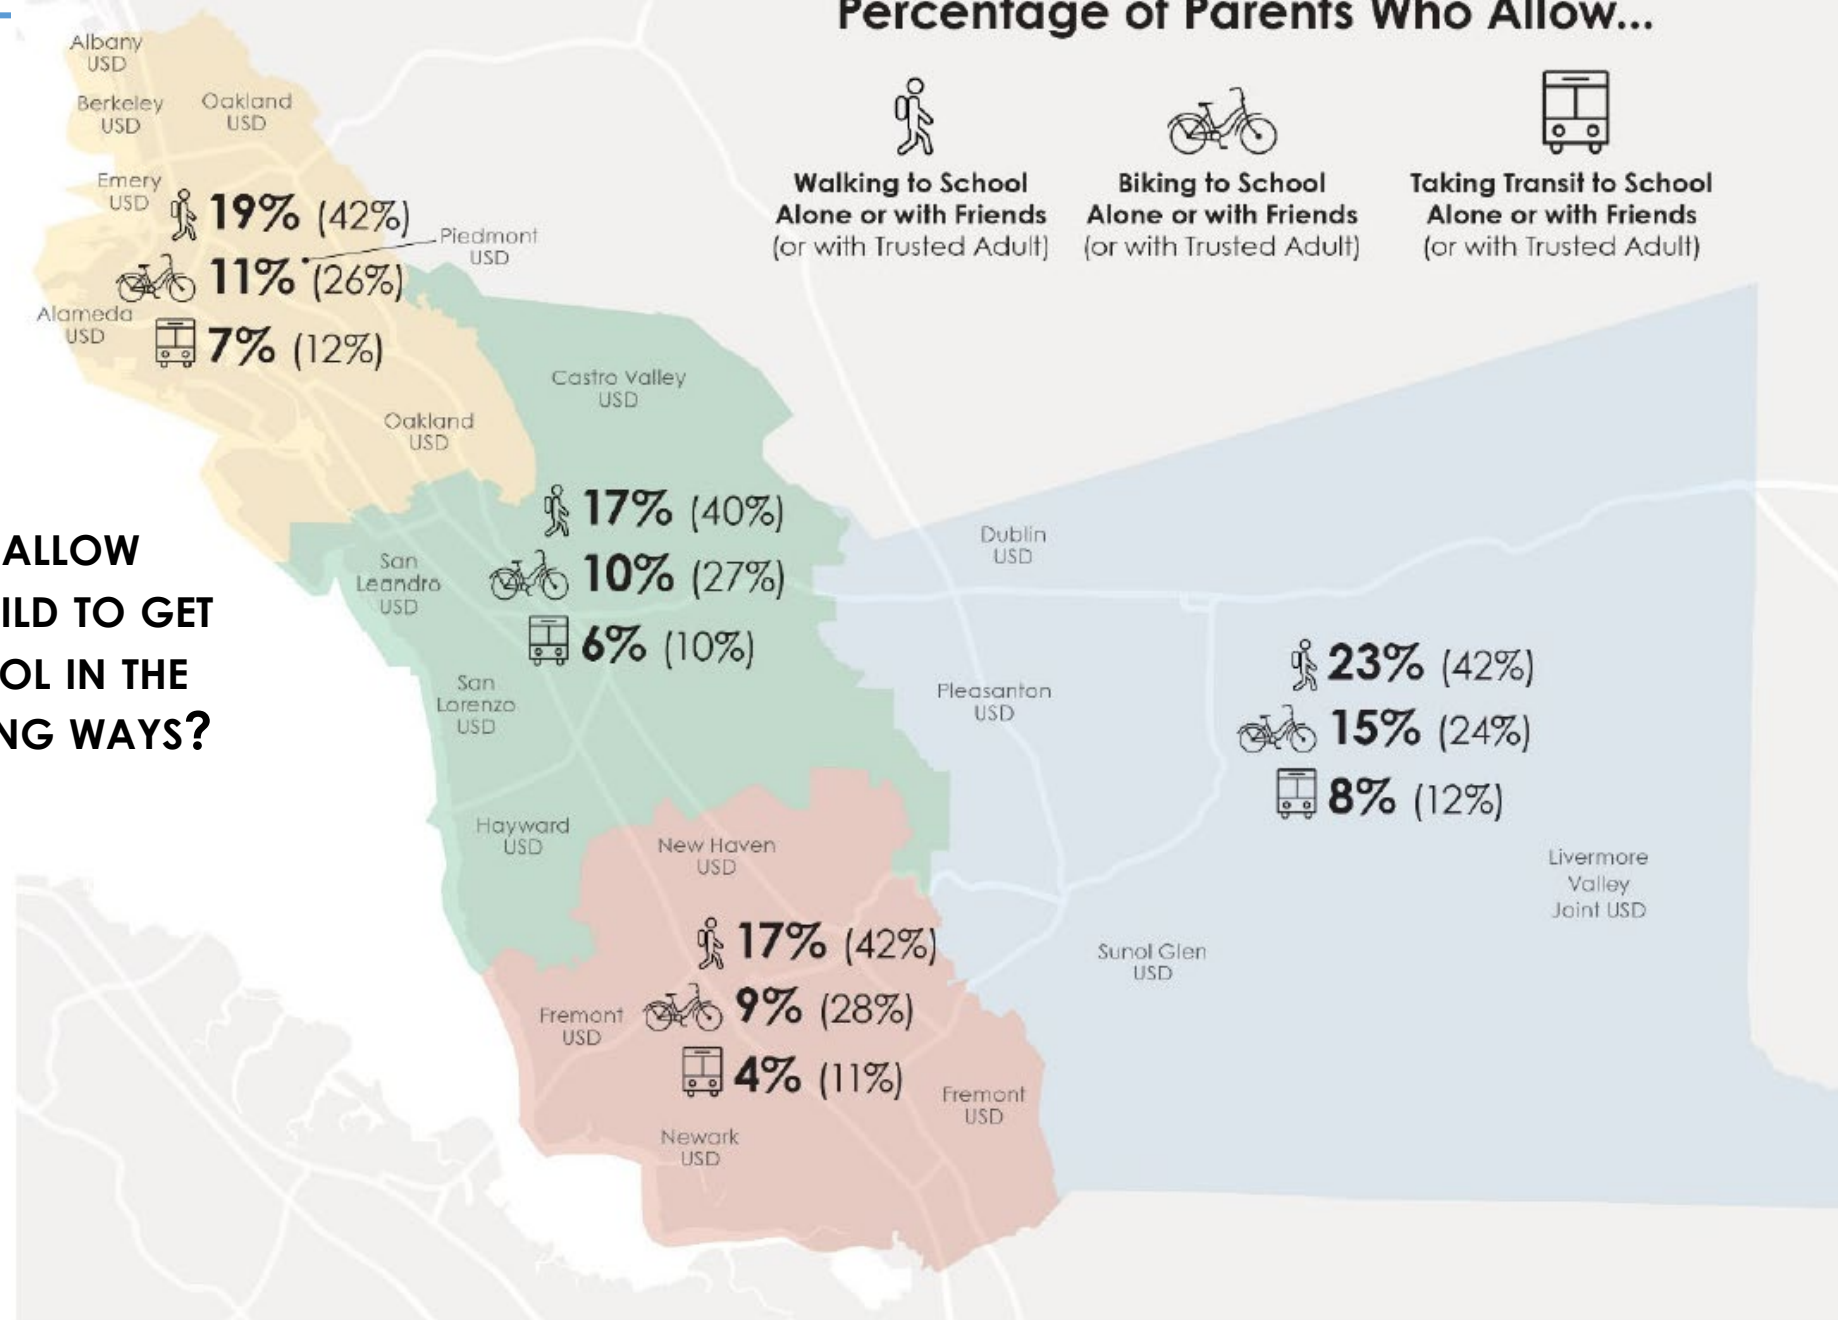 Percentage of Parents Who Allow...
Walking to School
Alone or with Friends
(or with Trusted Adult)
Biking to School
Alone or with Friends
(or with Trusted Adult)
Taking Transit to School
Alone or with Friends
(or with Trusted Adult)
Albany
USD
Berkeley
USD
Oakland
USD
Emery
USD
19% (42%)
Piedmont
USD
11% (26%)
Alameda
USD
7% (12%)
Oakland
USD
Castro Valley
USD
17% (40%)
10% (27%)
6% (10%)
San
Leandro
USD
San
Lorenzo
USD
Hayward
USD
ALLOW
ILD TO GET
OL IN THE
NG WAYS?
Dublin
USD
Pleasanton
USD
23% (42%)
15% (24%)
8% (12%)
Livermore
Valley
Joint USD
Sunol Glen
USD
New Haven
USD
17% (42%)
Fremont
USD
9% (28%)
4% (11%)
Fremont
USD
Newark
USD